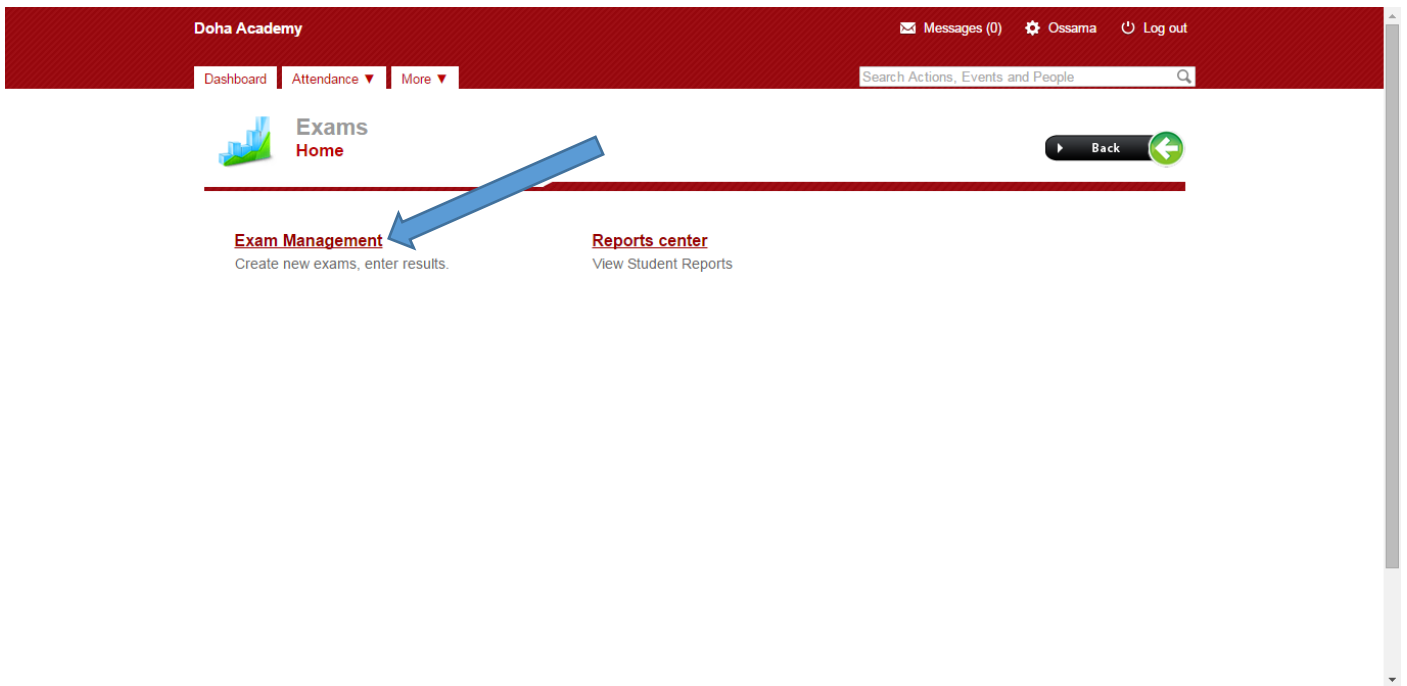 Doha Academy
Messages (0) Ossama Log out
Dashboard Attendance ▼ More ▼
Search Actions, Events and People
Exams
Home
Back
Exam Management
Create new exams, enter results.
Reports center
View Student Reports